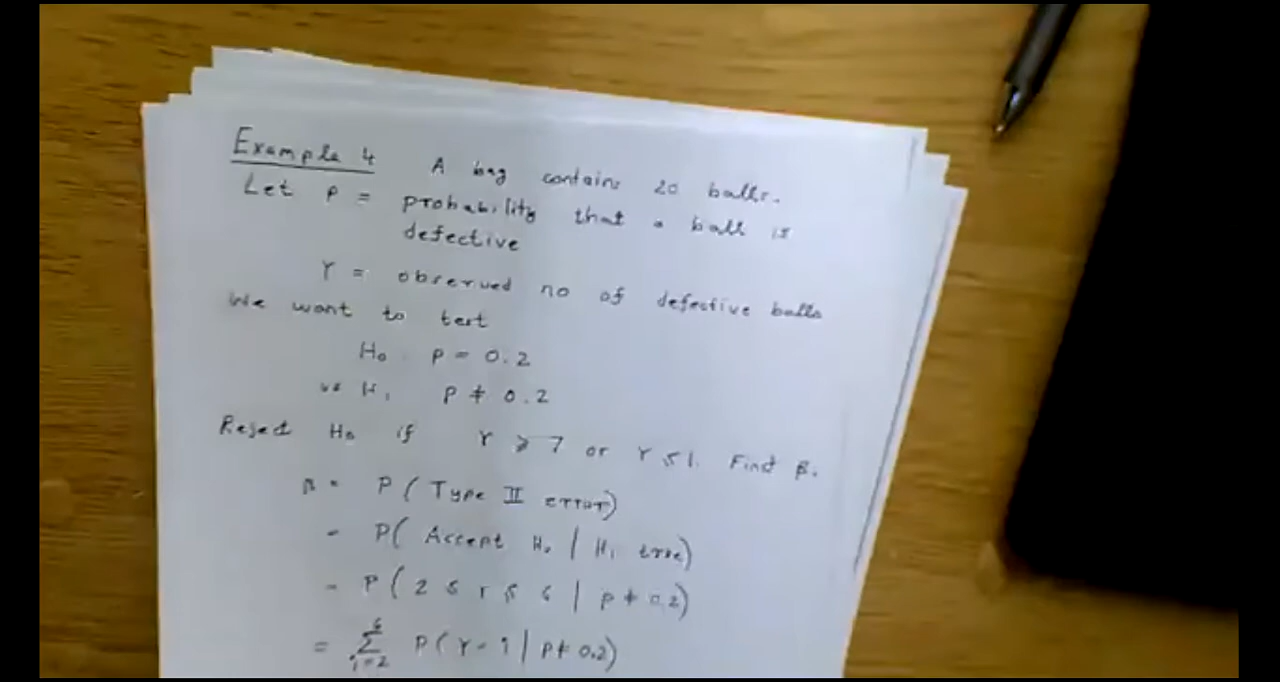 Example 4 A bag contains 20 balls.
Let p = probability that a ball is
defective
Y = observed no of defective balls
We want to test
H₀ p = 0.2
vs H₁ p ≠ 0.2
Reject H₀ if Y ≥ 7 or Y ≤ 1. Find β.
β = P ( Type II error)
= P( Accept H₀ | H₁ true)
= P ( 2 ≤ Y ≤ 6 | p ≠ 0.2)
= Σ⁶ᵢ₌₂ P ( Y = i | p ≠ 0.2)